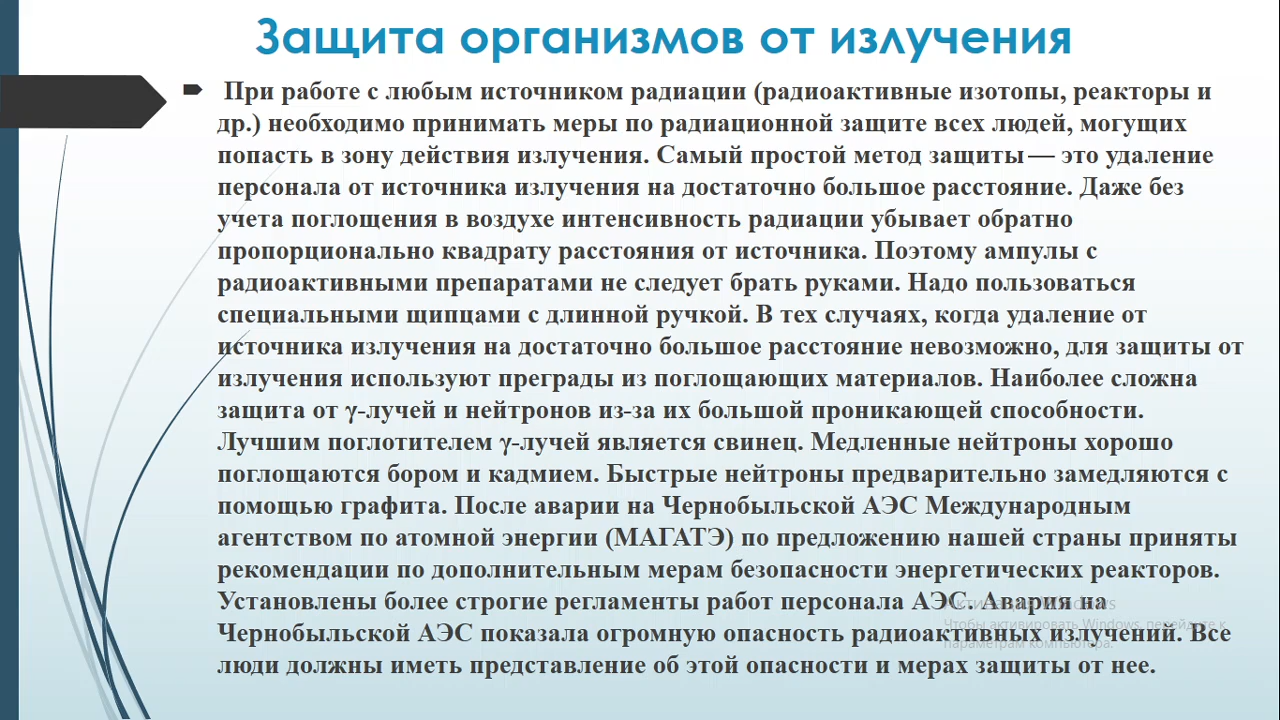 Защита организмов от излучения
При работе с любым источником радиации (радиоактивные изотопы, реакторы и
др.) необходимо принимать меры по радиационной защите всех людей, могущих
попасть в зону действия излучения. Самый простой метод защиты — это удаление
персонала от источника излучения на достаточно большое расстояние. Даже без
учета поглощения в воздухе интенсивность радиации убывает обратно
пропорционально квадрату расстояния от источника. Поэтому ампулы с
радиоактивными препаратами не следует брать руками. Надо пользоваться
специальными щипцами с длинной ручкой. В тех случаях, когда удаление от
источника излучения на достаточно большое расстояние невозможно, для защиты от
излучения используют преграды из поглощающих материалов. Наиболее сложна
защита от γ-лучей и нейтронов из-за их большой проникающей способности.
Лучшим поглотителем γ-лучей является свинец. Медленные нейтроны хорошо
поглощаются бором и кадмием. Быстрые нейтроны предварительно замедляются с
помощью графита. После аварии на Чернобыльской АЭС Международным
агентством по атомной энергии (МАГАТЭ) по предложению нашей страны приняты
рекомендации по дополнительным мерам безопасности энергетических реакторов.
Установлены более строгие регламенты работ персонала АЭС. Авария на
Чернобыльской АЭС показала огромную опасность радиоактивных излучений. Все
люди должны иметь представление об этой опасности и мерах защиты от нее.
Активация Windows
Чтобы активировать Windows, перейдите к
параметрам компьютера.